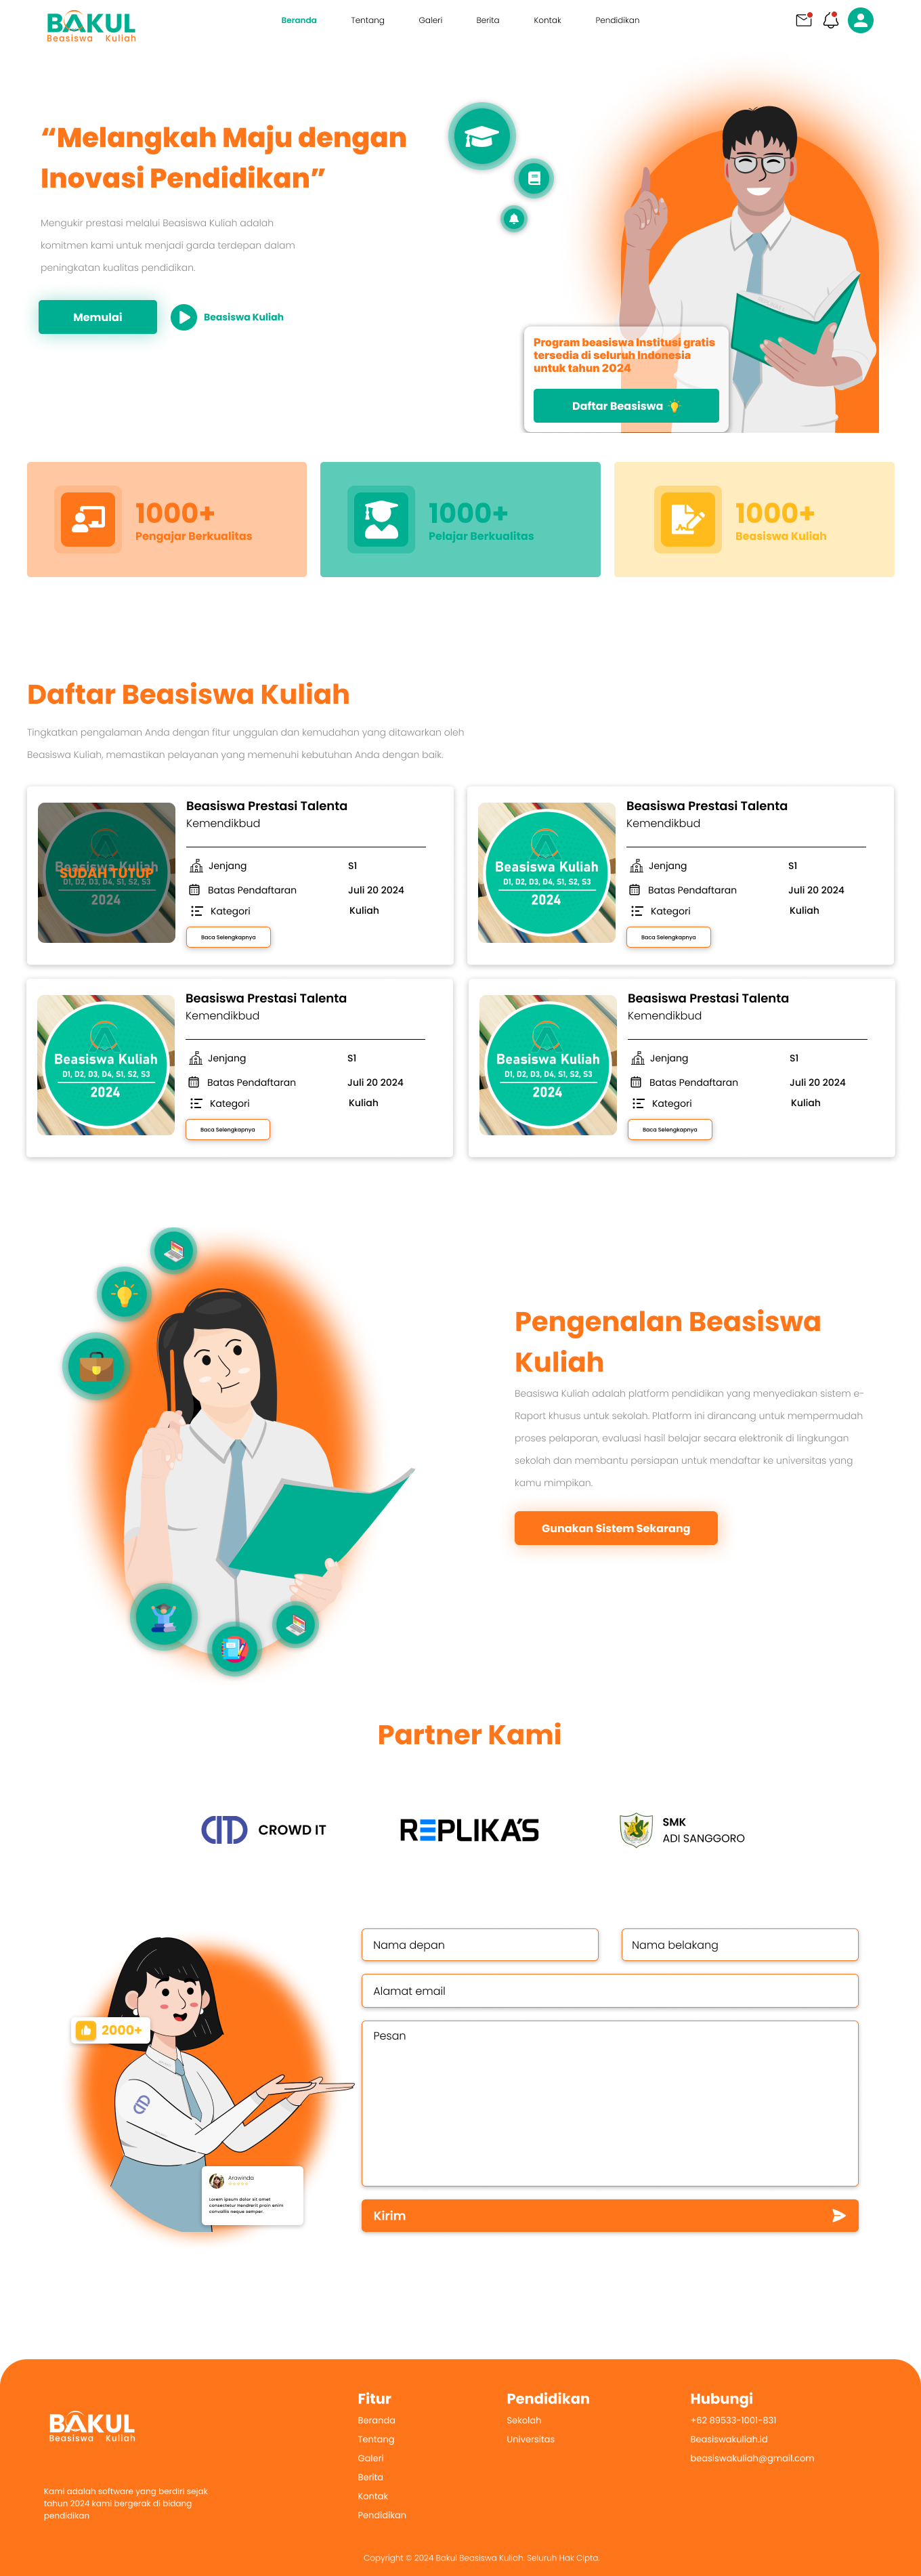 BAKUL
Beasiswa Kuliah
Beranda
Tentang
Galeri
Berita
Kontak
Pendidikan
“Melangkah Maju dengan
Inovasi Pendidikan”
Mengukir prestasi melalui Beasiswa Kuliah adalah
komitmen kami untuk menjadi garda terdepan dalam
peningkatan kualitas pendidikan.
Memulai
Beasiswa Kuliah
Program beasiswa Institusi gratis
tersedia di seluruh Indonesia
untuk tahun 2024
Daftar Beasiswa
1000+
Pengajar Berkualitas
1000+
Pelajar Berkualitas
1000+
Beasiswa Kuliah
Daftar Beasiswa Kuliah
Tingkatkan pengalaman Anda dengan fitur unggulan dan kemudahan yang ditawarkan oleh
Beasiswa Kuliah, memastikan pelayanan yang memenuhi kebutuhan Anda dengan baik.
Beasiswa Kuliah
SUDAH TUTUP
D1, D2, D3, D4, S1, S2, S3
2024
Beasiswa Prestasi Talenta
Kemendikbud
Jenjang S1
Batas Pendaftaran Juli 20 2024
Kategori Kuliah
Baca Selengkapnya
Beasiswa Kuliah
D1, D2, D3, D4, S1, S2, S3
2024
Beasiswa Prestasi Talenta
Kemendikbud
Jenjang S1
Batas Pendaftaran Juli 20 2024
Kategori Kuliah
Baca Selengkapnya
Beasiswa Kuliah
D1, D2, D3, D4, S1, S2, S3
2024
Beasiswa Prestasi Talenta
Kemendikbud
Jenjang S1
Batas Pendaftaran Juli 20 2024
Kategori Kuliah
Baca Selengkapnya
Beasiswa Kuliah
D1, D2, D3, D4, S1, S2, S3
2024
Beasiswa Prestasi Talenta
Kemendikbud
Jenjang S1
Batas Pendaftaran Juli 20 2024
Kategori Kuliah
Baca Selengkapnya
Pengenalan Beasiswa
Kuliah
Beasiswa Kuliah adalah platform pendidikan yang menyediakan sistem e-
Raport khusus untuk sekolah. Platform ini dirancang untuk mempermudah
proses pelaporan, evaluasi hasil belajar secara elektronik di lingkungan
sekolah dan membantu persiapan untuk mendaftar ke universitas yang
kamu mimpikan.
Gunakan Sistem Sekarang
Partner Kami
CROWD IT
REPLIKA'S
SMK
ADI SANGGORO
2000+
Arawinda
Lorem ipsum dolor sit amet
consectetur hendrerit proin enim
convallis neque semper.
Nama depan
Nama belakang
Alamat email
Pesan
Kirim
BAKUL
Beasiswa Kuliah
Kami adalah software yang berdiri sejak
tahun 2024 kami bergerak di bidang
pendidikan
Fitur
Beranda
Tentang
Galeri
Berita
Kontak
Pendidikan
Pendidikan
Sekolah
Universitas
Hubungi
+62 89533-1001-831
Beasiswakuliah.id
beasiswakuliah@gmail.com
Copyright © 2024 Bakul Beasiswa Kuliah. Seluruh Hak Cipta.